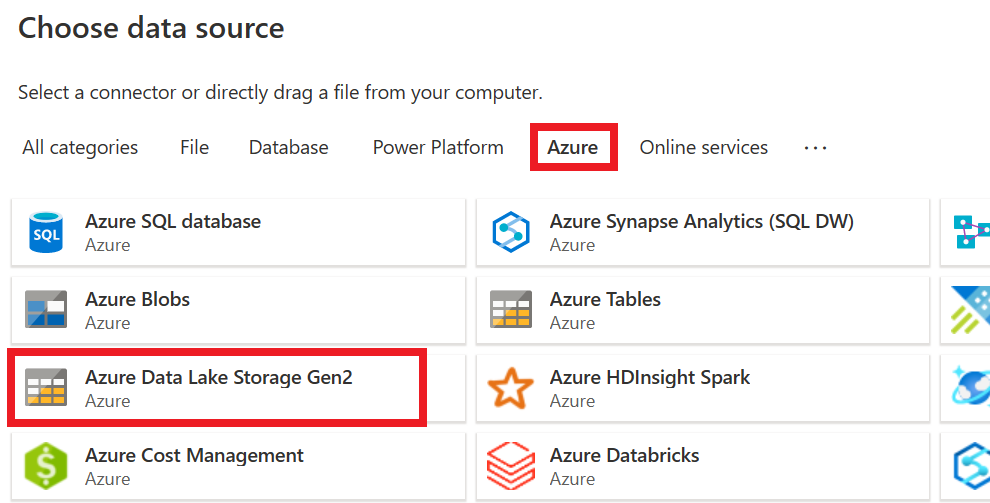 Choose data source
Select a connector or directly drag a file from your computer.
All categories File Database Power Platform Azure Online services ...
SQL Azure SQL database
Azure
Azure Synapse Analytics (SQL DW)
Azure
Azure Blobs
Azure
Azure Tables
Azure
Azure Data Lake Storage Gen2
Azure
Azure HDInsight Spark
Azure
$ Azure Cost Management
Azure
Azure Databricks
Azure